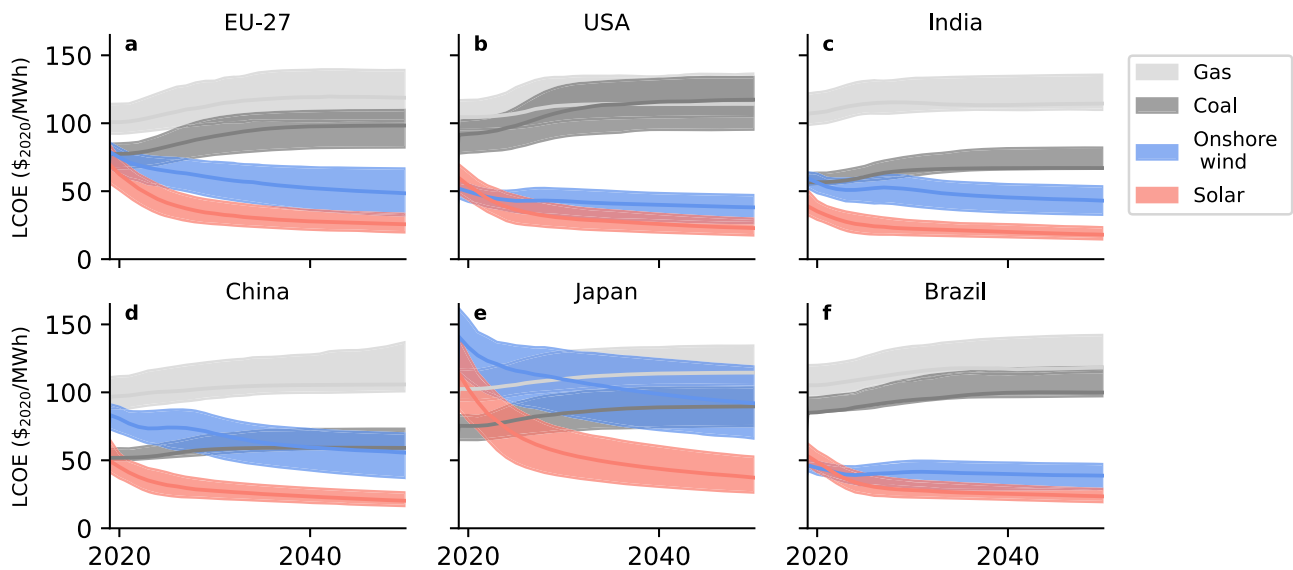 EU-27
USA
India
a
b
c
LCOE ($2020/MWh)
150
100
50
0
Gas
Coal
Onshore
wind
Solar
China
Japan
Brazil
d
e
f
LCOE ($2020/MWh)
150
100
50
0
2020
2040
2020
2040
2020
2040